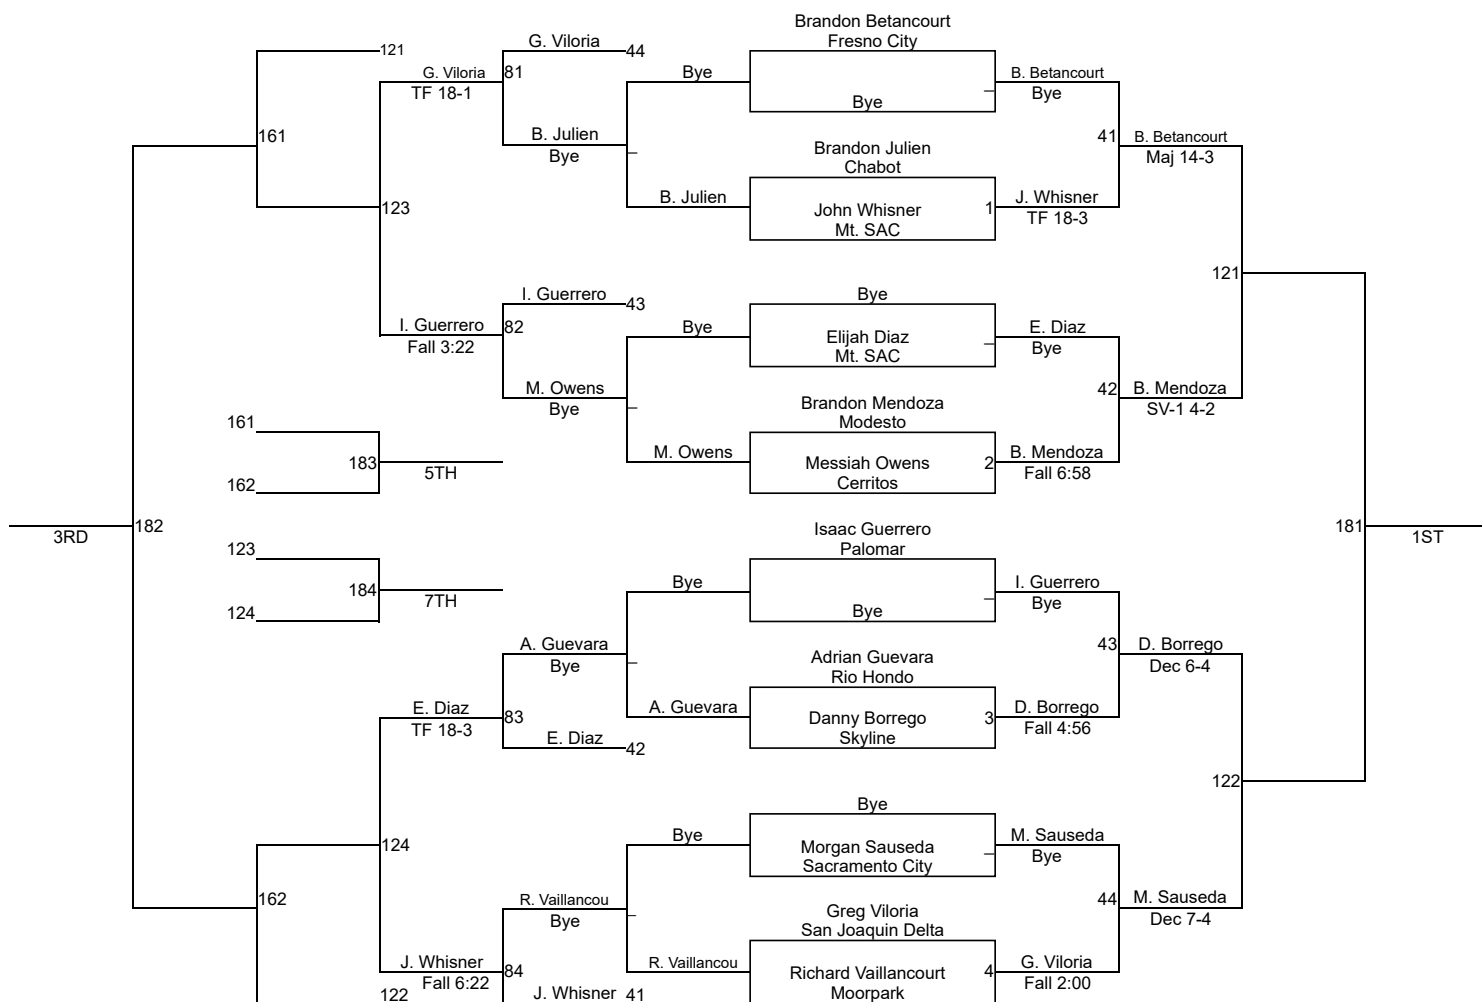 Brandon Betancourt
Fresno City
G. Viloria
44
121
G. Viloria
81
Bye
B. Betancourt
TF 18-1
Bye
Bye
B. Julien
41
B. Betancourt
161
Bye
Brandon Julien
Maj 14-3
Chabot
B. Julien
John Whisner
1
J. Whisner
123
Mt. SAC
TF 18-3
121
I. Guerrero
43
Bye
I. Guerrero
82
Bye
Elijah Diaz
E. Diaz
Fall 3:22
Mt. SAC
Bye
M. Owens
42
B. Mendoza
Bye
Brandon Mendoza
SV-1 4-2
161
Modesto
183
M. Owens
Messiah Owens
2
B. Mendoza
5TH
Cerritos
Fall 6:58
162
182
Isaac Guerrero
181
3RD
1ST
123
Palomar
184
Bye
I. Guerrero
7TH
Bye
Bye
124
A. Guevara
43
D. Borrego
Bye
Adrian Guevara
Dec 6-4
Rio Hondo
E. Diaz
83
A. Guevara
Danny Borrego
3
D. Borrego
TF 18-3
Skyline
Fall 4:56
E. Diaz
42
122
Bye
Bye
M. Sauseda
124
Morgan Sauseda
Bye
Sacramento City
162
R. Vaillancou
44
M. Sauseda
Bye
Greg Viloria
Dec 7-4
San Joaquin Delta
J. Whisner
84
R. Vaillancou
Richard Vaillancourt
4
G. Viloria
Fall 6:22
Moorpark
Fall 2:00
122
J. Whisner
41